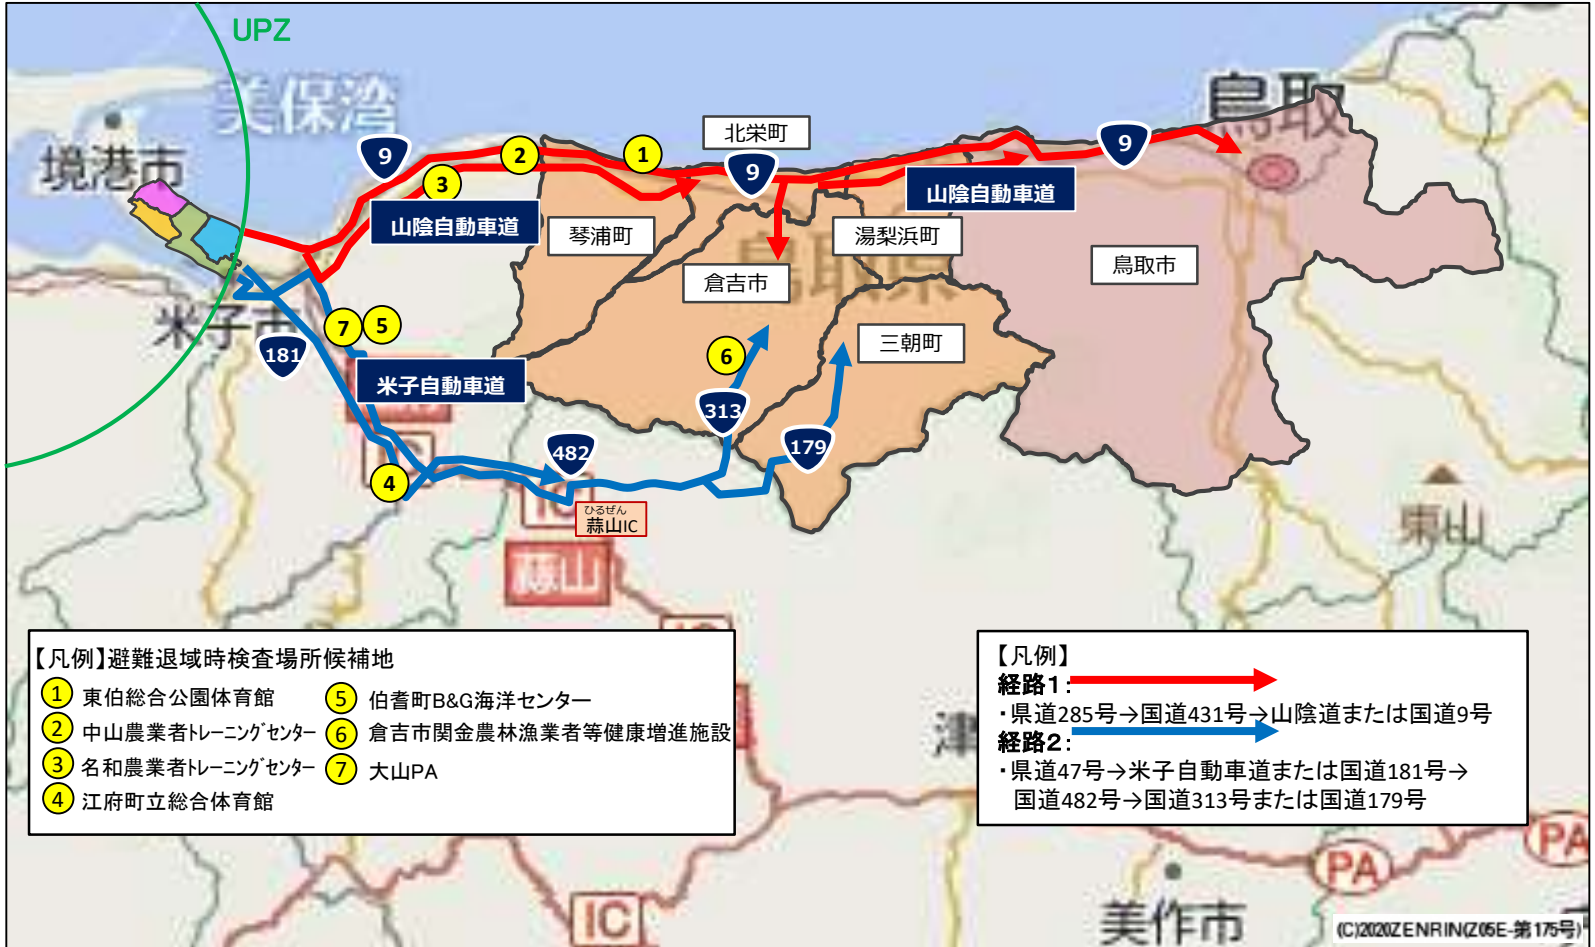 UPZ
美保湾
鳥取
北栄町
9
2
1
境港市
3
9
9
山陰自動車道
山陰自動車道
琴浦町
湯梨浜町
鳥取県
鳥取市
倉吉市
米子市
7
5
181
6
三朝町
米子自動車道
313
482
179
4
IC
ひるぜん
蒜山IC
蒜山
東山
【凡例】避難退域時検査場所候補地
1 東伯総合公園体育館
2 中山農業者トレーニングセンター
3 名和農業者トレーニングセンター
4 江府町立総合体育館
5 伯耆町B&G海洋センター
6 倉吉市関金農林漁業者等健康増進施設
7 大山PA
【凡例】
経路1:
・県道285号→国道431号→山陰道または国道9号
経路2:
・県道47号→米子自動車道または国道181号→
国道482号→国道313号または国道179号
津
PA
PA
IC
美作市
(C)2020ZENRIN(Z05E-第175号)